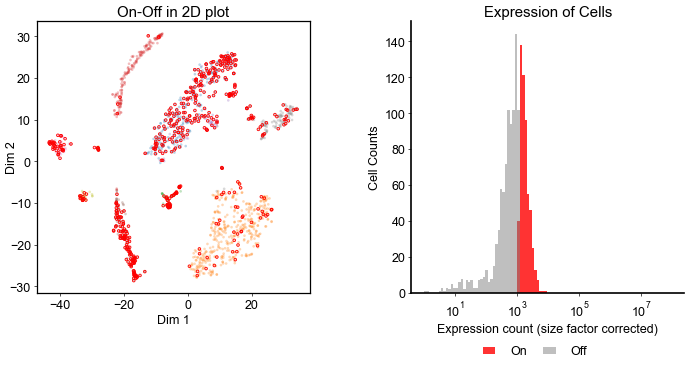 On-Off in 2D plot
30
20
10
0
−10
−20
−30
Dim 2
−40
−20
0
20
Dim 1
Expression of Cells
140
120
100
80
60
40
20
0
Cell Counts
10^1
10^3
10^5
10^7
Expression count (size factor corrected)
On
Off